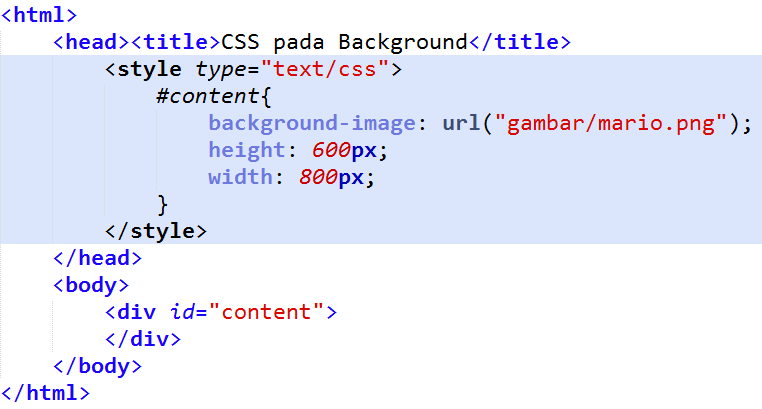 <html>
<head><title>CSS pada Background</title>
<style type="text/css">
#content{
background-image: url("gambar/mario.png");
height: 600px;
width: 800px;
}
</style>
</head>
<body>
<div id="content">
</div>
</body>
</html>